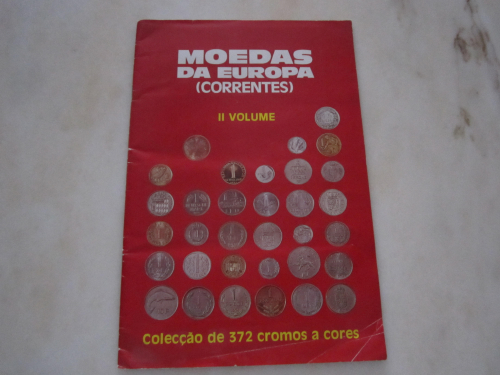 MOEDAS
DA EUROPA
(CORRENTES)
II VOLUME
Colecção de 372 cromos a cores